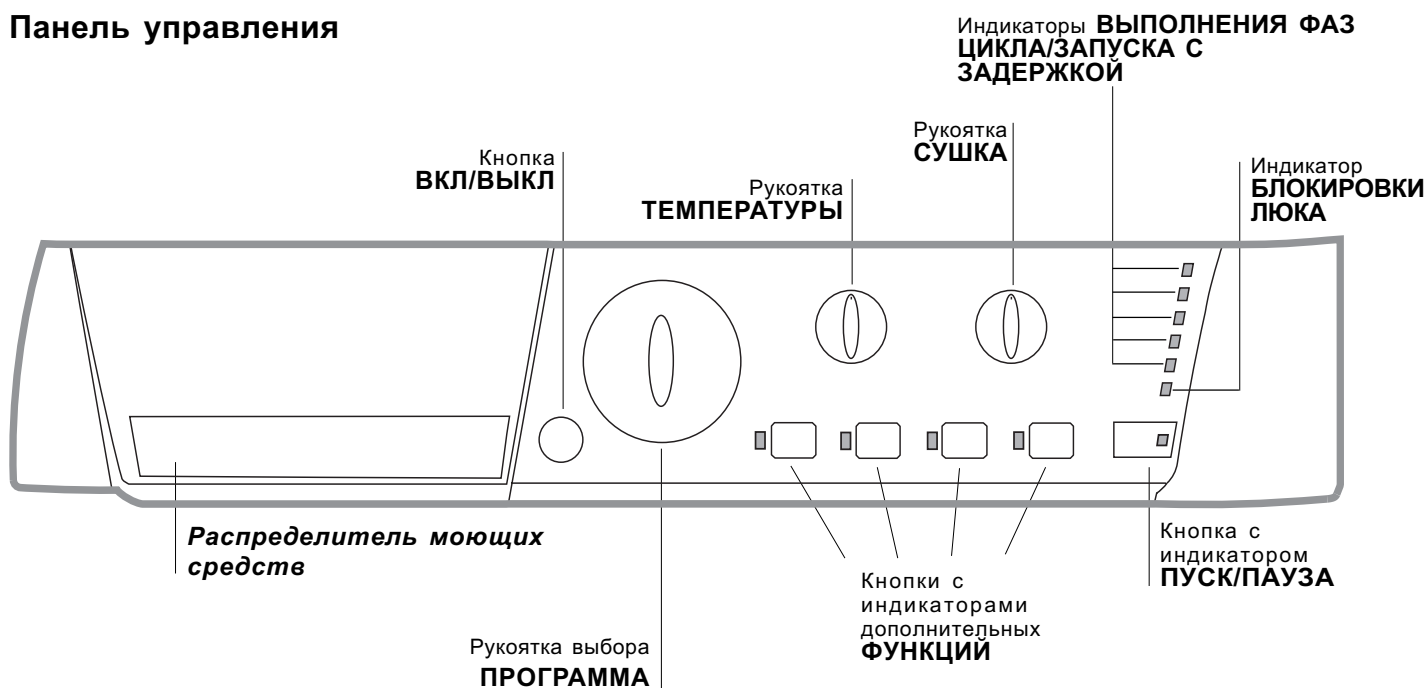 Панель управления
Индикаторы ВЫПОЛНЕНИЯ ФАЗ
ЦИКЛА/ЗАПУСКА С
ЗАДЕРЖКОЙ
Рукоятка
СУШКА
Кнопка
ВКЛ/ВЫКЛ
Рукоятка
ТЕМПЕРАТУРЫ
Индикатор
БЛОКИРОВКИ
ЛЮКА
Распределитель моющих
средств
Рукоятка выбора
ПРОГРАММА
Кнопки с
индикаторами
дополнительных
ФУНКЦИЙ
Кнопка с
индикатором
ПУСК/ПАУЗА